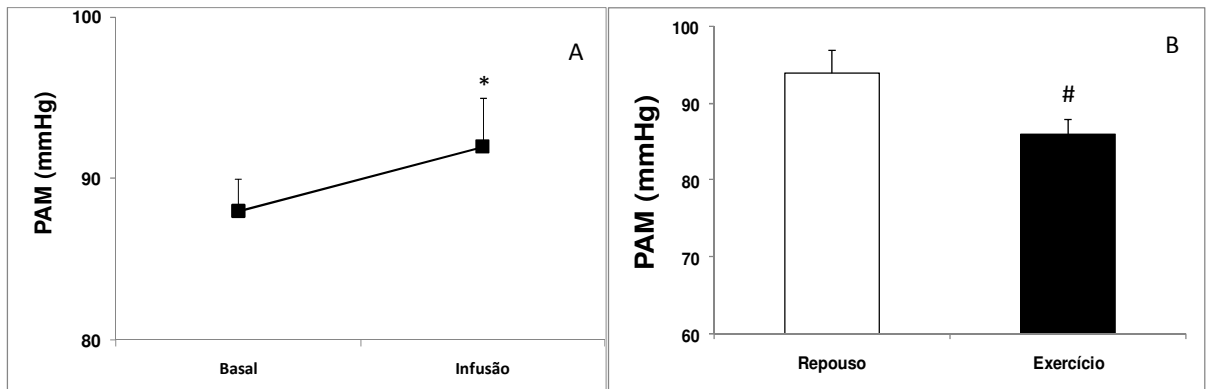 100
A
*
PAM (mmHg)
90
80
Basal
Infusão
100
B
#
PAM (mmHg)
90
80
70
60
Repouso
Exercício